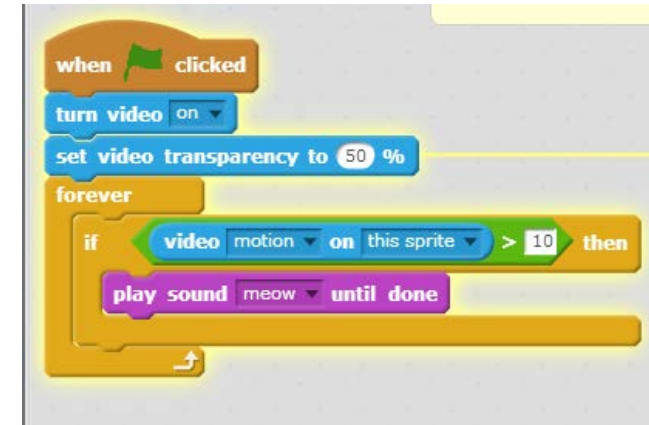 when clicked
turn video on
set video transparency to 50 %
forever
if video motion on this sprite > 10 then
play sound meow until done